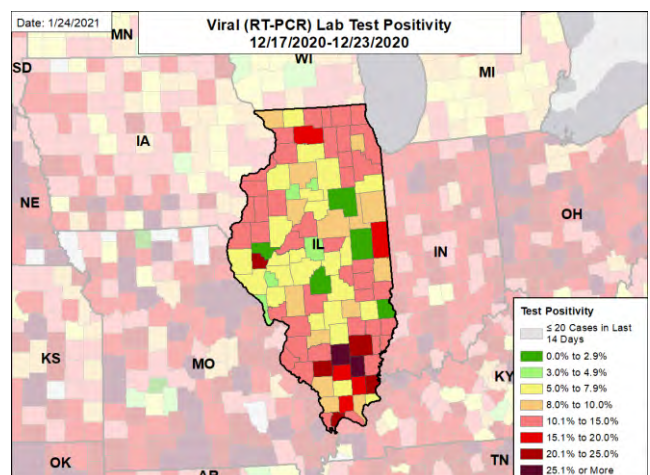 Date: 1/24/2021
Viral (RT-PCR) Lab Test Positivity
12/17/2020-12/23/2020
MN
WI
SD
MI
IA
NE
OH
IL
IN
KS
MO
KY
OK
AR
TN
Test Positivity
≤ 20 Cases in Last
14 Days
0.0% to 2.9%
3.0% to 4.9%
5.0% to 7.9%
8.0% to 10.0%
10.1% to 15.0%
15.1% to 20.0%
20.1% to 25.0%
25.1% or More